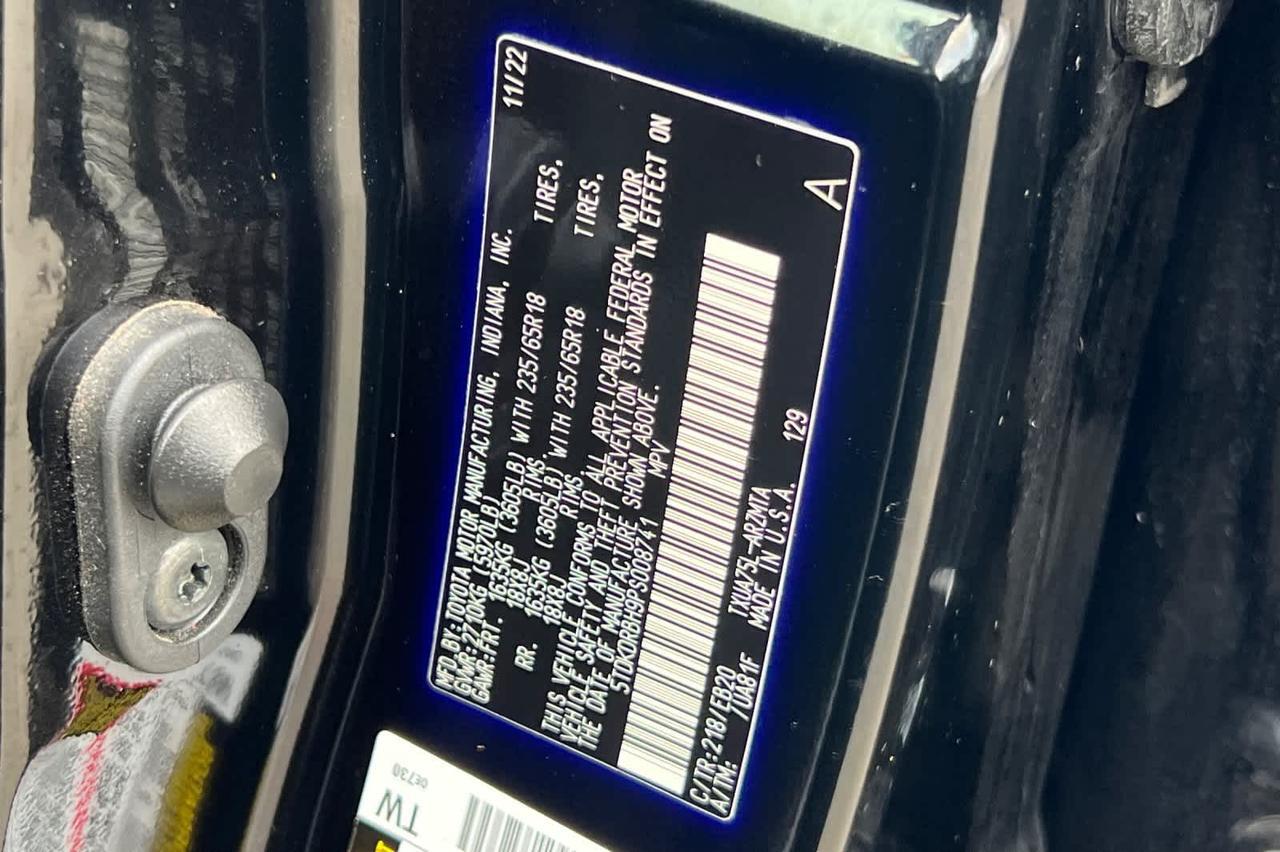 MFD.BY:TOYOTA MOTOR MANUFACTURING, INDIANA, INC. 11/22
GVWR:2710KG (5970LB)
GAWR:FRT. 1635KG (3605LB) WITH 235/65R18 TIRES,
18X8J RIMS,
RR. 1635KG (3605LB) WITH 235/65R18 TIRES,
18X8J RIMS
THIS VEHICLE CONFORMS TO ALL APPLICABLE FEDERAL MOTOR
VEHICLE SAFETY AND THEFT PREVENTION STANDARDS IN EFFECT ON
THE DATE OF MANUFACTURE SHOWN ABOVE.
5TDKDRBH9PS008741 MPV
C/TR:218/EB20 TXUA75L-ARZMTA A
A/TM: /UA81F MADE IN U.S.A. 129
TW
0E730